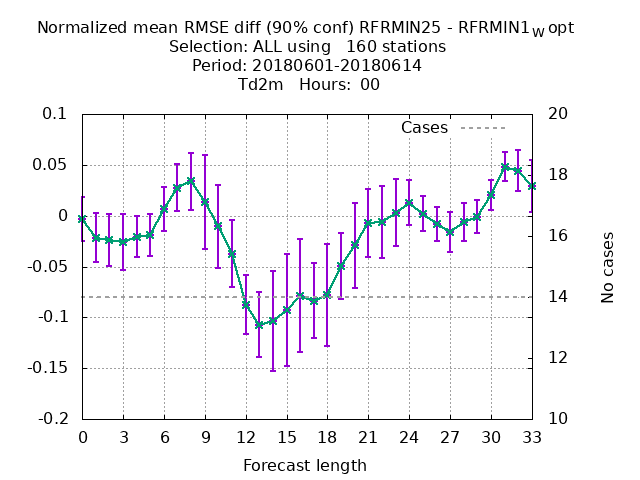 Normalized mean RMSE diff (90% conf) RFRMIN25 - RFRMIN1w opt
Selection: ALL using 160 stations
Period: 20180601-20180614
Td2m Hours: 00
Cases
0.1
0.05
0
-0.05
-0.1
-0.15
-0.2
20
18
16
14
12
10
No cases
0 3 6 9 12 15 18 21 24 27 30 33
Forecast length